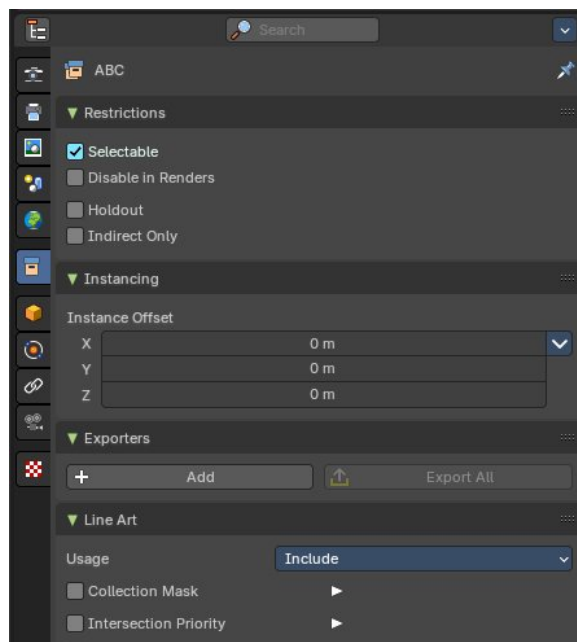 Search
ABC
Restrictions
Selectable
Disable in Renders
Holdout
Indirect Only
Instancing
Instance Offset
X 0 m
Y 0 m
Z 0 m
Exporters
Add Export All
Line Art
Usage Include
Collection Mask
Intersection Priority